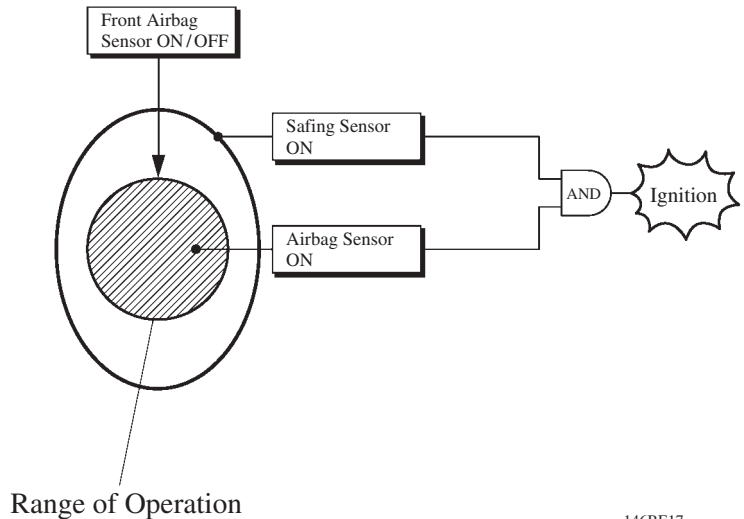 Front Airbag
Sensor ON/OFF
Safing Sensor
ON
AND
Ignition
Airbag Sensor
ON
Range of Operation